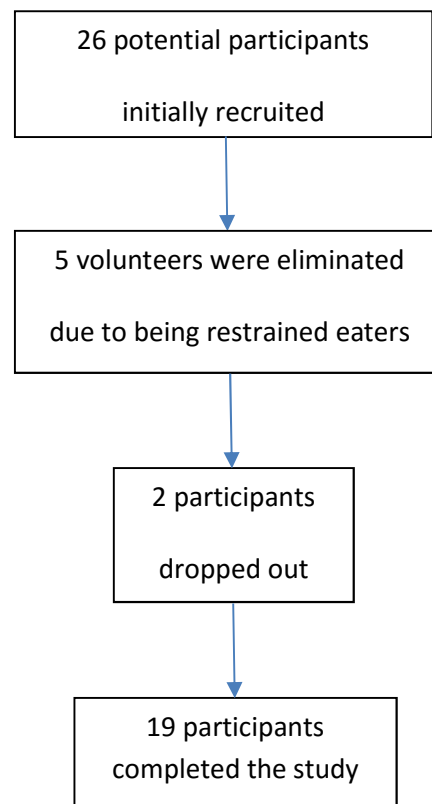 26 potential participants
initially recruited
5 volunteers were eliminated
due to being restrained eaters
2 participants
dropped out
19 participants
completed the study